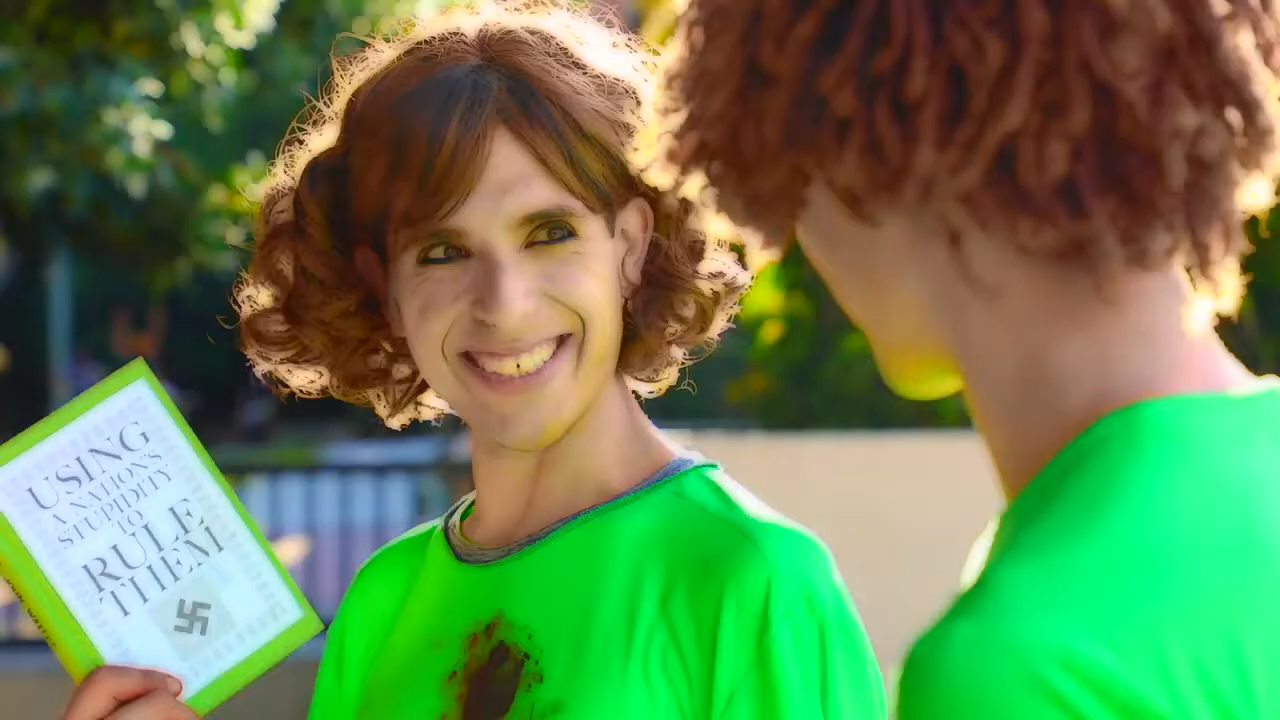 USING
A NATION'S
STUPIDITY
TO
RULE
THEM